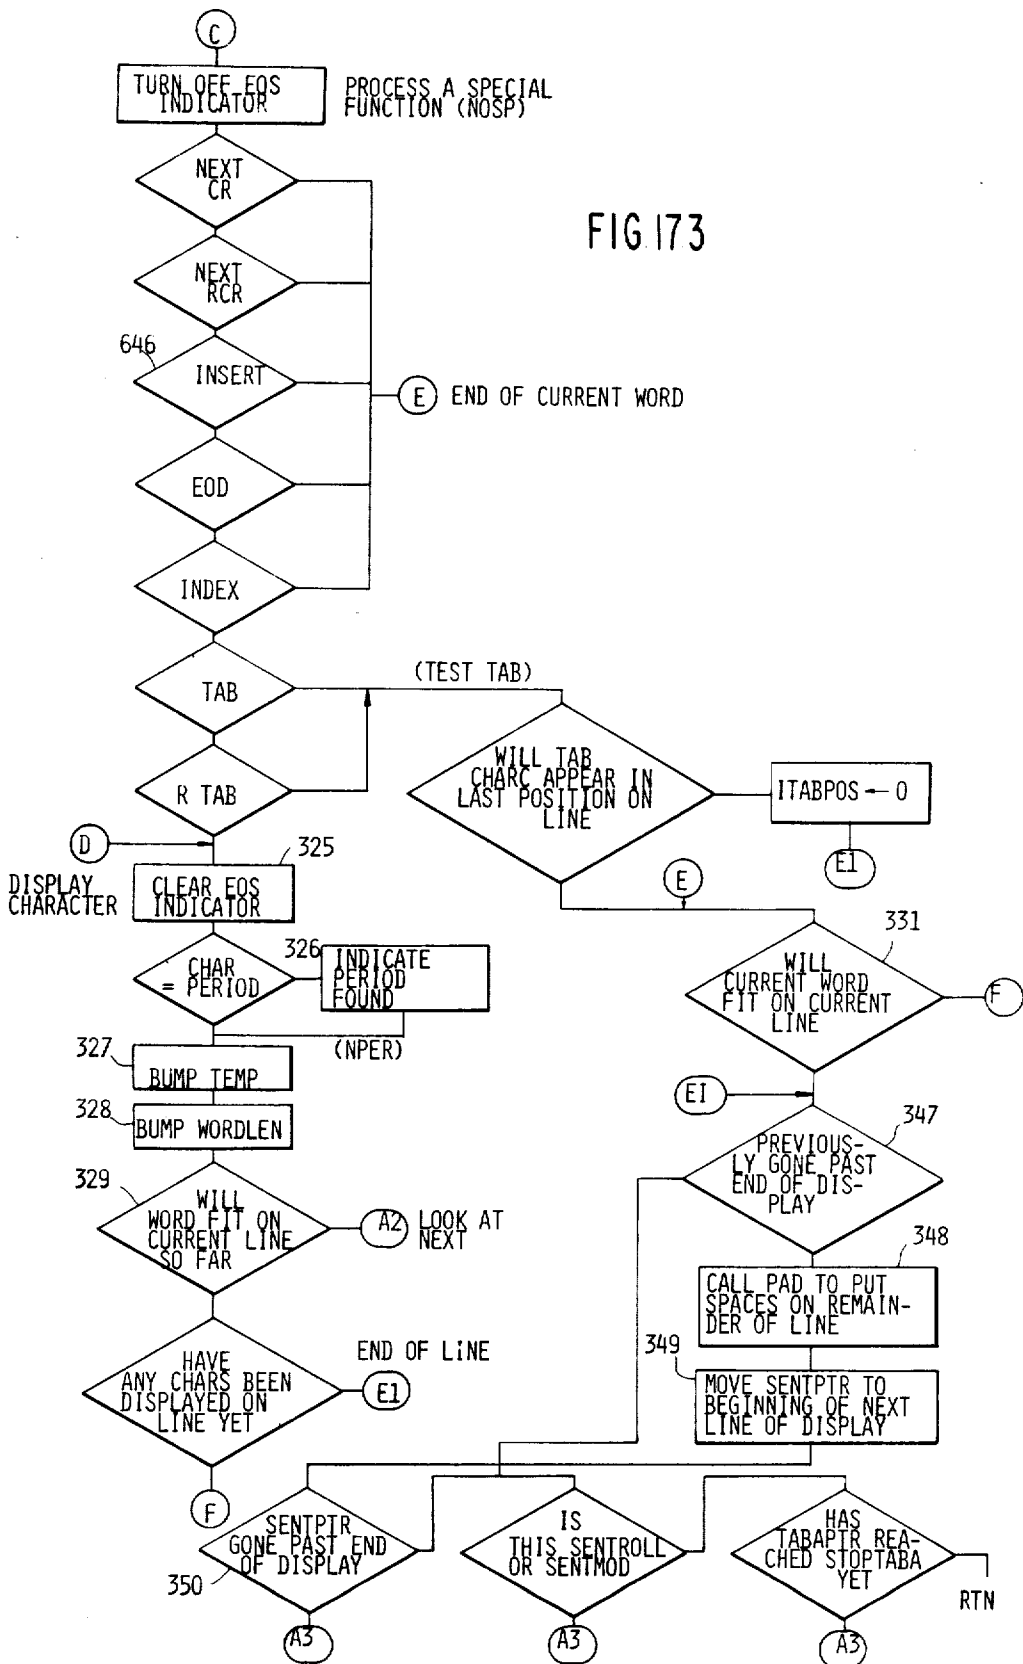 C
TURN OFF EOS
INDICATOR
PROCESS A SPECIAL
FUNCTION (NOSP)
NEXT
CR
FIG 173
NEXT
RCR
646
INSERT
E
END OF CURRENT WORD
EOD
INDEX
TAB
(TEST TAB)
R TAB
WILL TAB
CHARC APPEAR IN
LAST POSITION ON
LINE
ITABPOS ← 0
E1
D
325
DISPLAY
CHARACTER
CLEAR EOS
INDICATOR
E
CHAR
= PERIOD
326
INDICATE
PERIOD
FOUND
(NPER)
331
WILL
CURRENT WORD
FIT ON CURRENT
LINE
F
327
BUMP TEMP
328
BUMP WORDLEN
EI
347
PREVIOUS-
LY GONE PAST
END OF DIS-
PLAY
329
WILL
WORD FIT ON
CURRENT LINE
SO FAR
A2
LOOK AT
NEXT
348
CALL PAD TO PUT
SPACES ON REMAIN-
DER OF LINE
HAVE
ANY CHARS BEEN
DISPLAYED ON
LINE YET
END OF LINE
E1
349
MOVE SENTPTR TO
BEGINNING OF NEXT
LINE OF DISPLAY
F
SENTPTR
GONE PAST END
OF DISPLAY
350
A3
IS
THIS SENTROLL
OR SENTMOD
A3
HAS
TABAPTR REA-
CHED STOPTABA
YET
RTN
A3